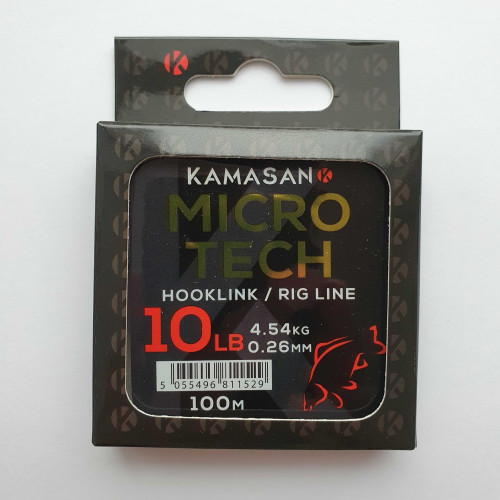 KAMASAN K
MICRO
TECH
HOOKLINK / RIG LINE
10LB 4.54KG
0.26MM
5 055496 811529
100M